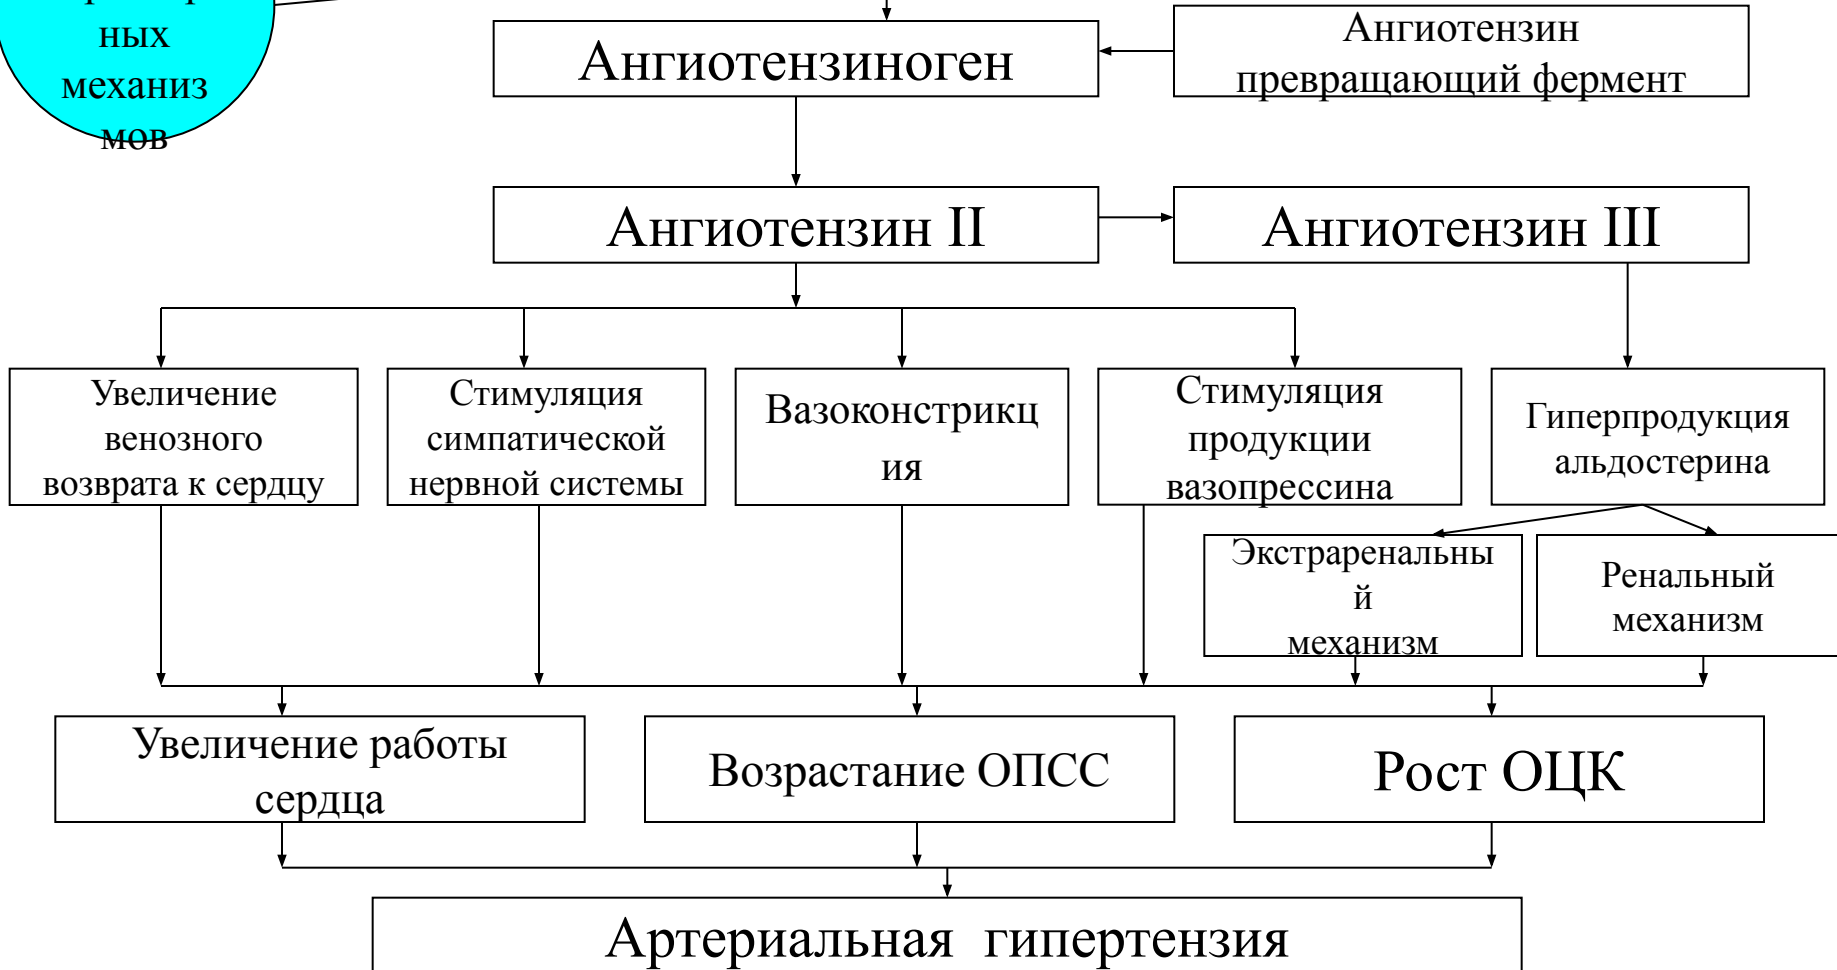 ных
механиз
мов
Ангиотензиноген
Ангиотензин
превращающий фермент
Ангиотензин II
Ангиотензин III
Увеличение
венозного
возврата к сердцу
Стимуляция
симпатической
нервной системы
Вазоконстрикц
ия
Стимуляция
продукции
вазопрессина
Гиперпродукция
альдостерина
Экстраренальны
й
механизм
Ренальный
механизм
Увеличение работы
сердца
Возрастание ОПСС
Рост ОЦК
Артериальная гипертензия